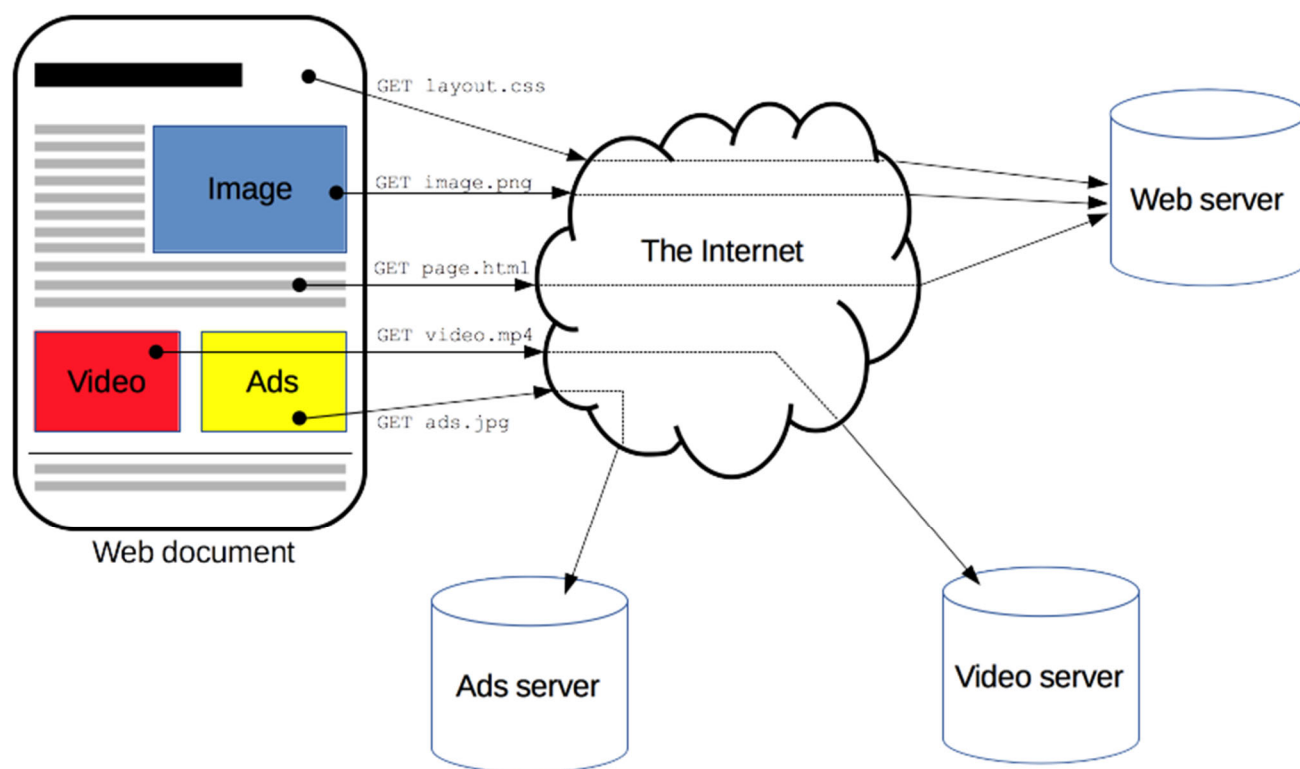 GET layout.css
Image
GET image.png
Web server
The Internet
GET page.html
GET video.mp4
Video
Ads
GET ads.jpg
Web document
Ads server
Video server